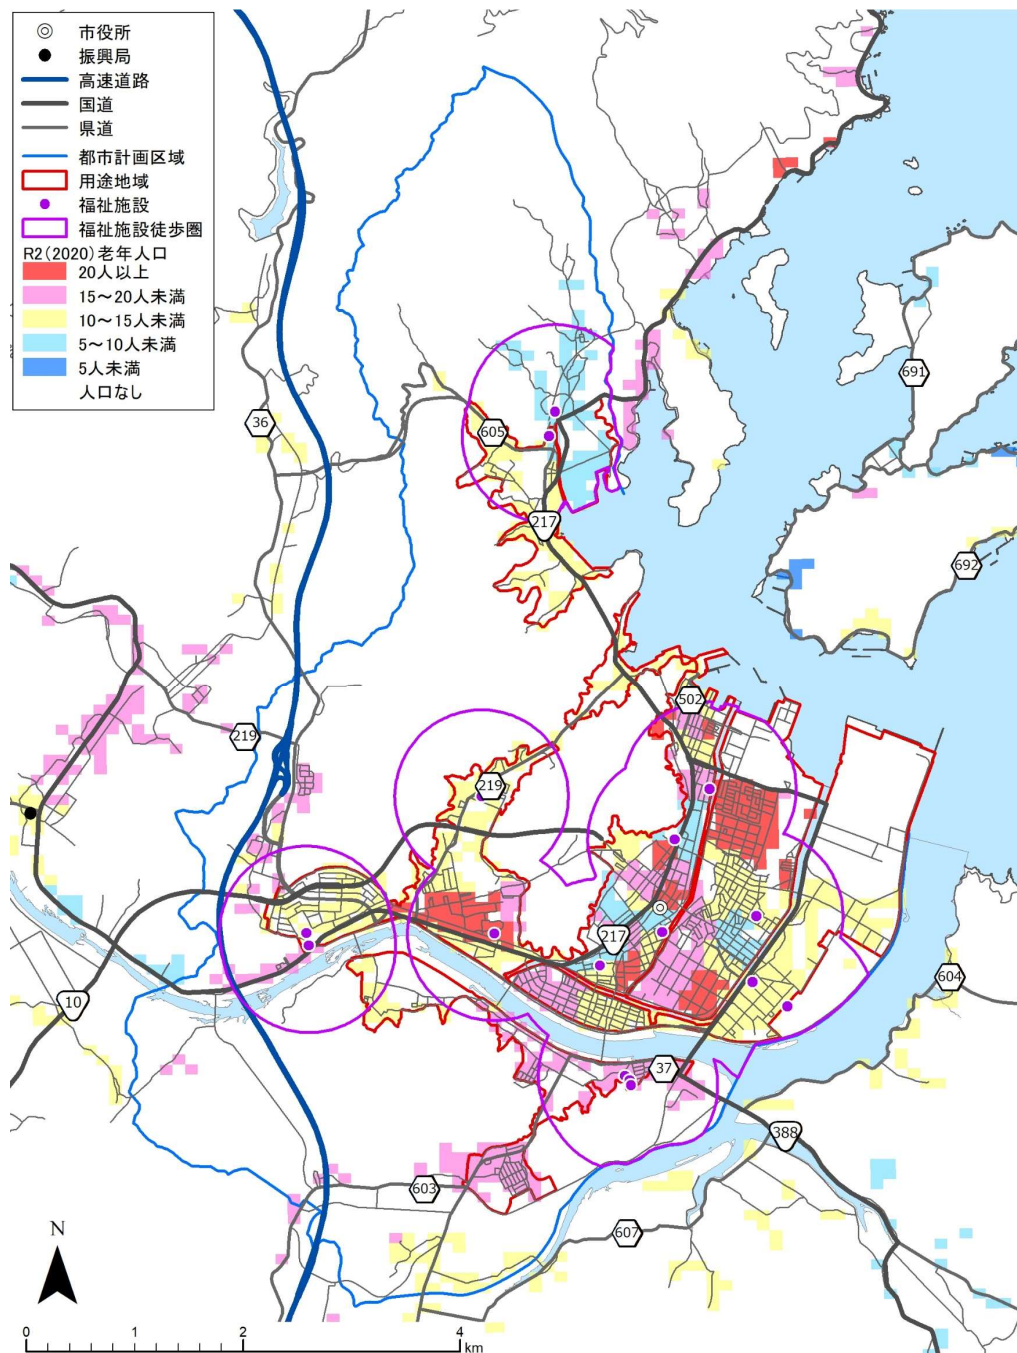 市役所
振興局
高速道路
国道
県道
都市計画区域
用途地域
福祉施設
福祉施設徒歩圏
R2(2020)老年人口
20人以上
15～20人未満
10～15人未満
5～10人未満
5人未満
人口なし
691
36
605
217
692
502
219
219
217
10
604
37
388
603
607
N
0 1 2 4
km